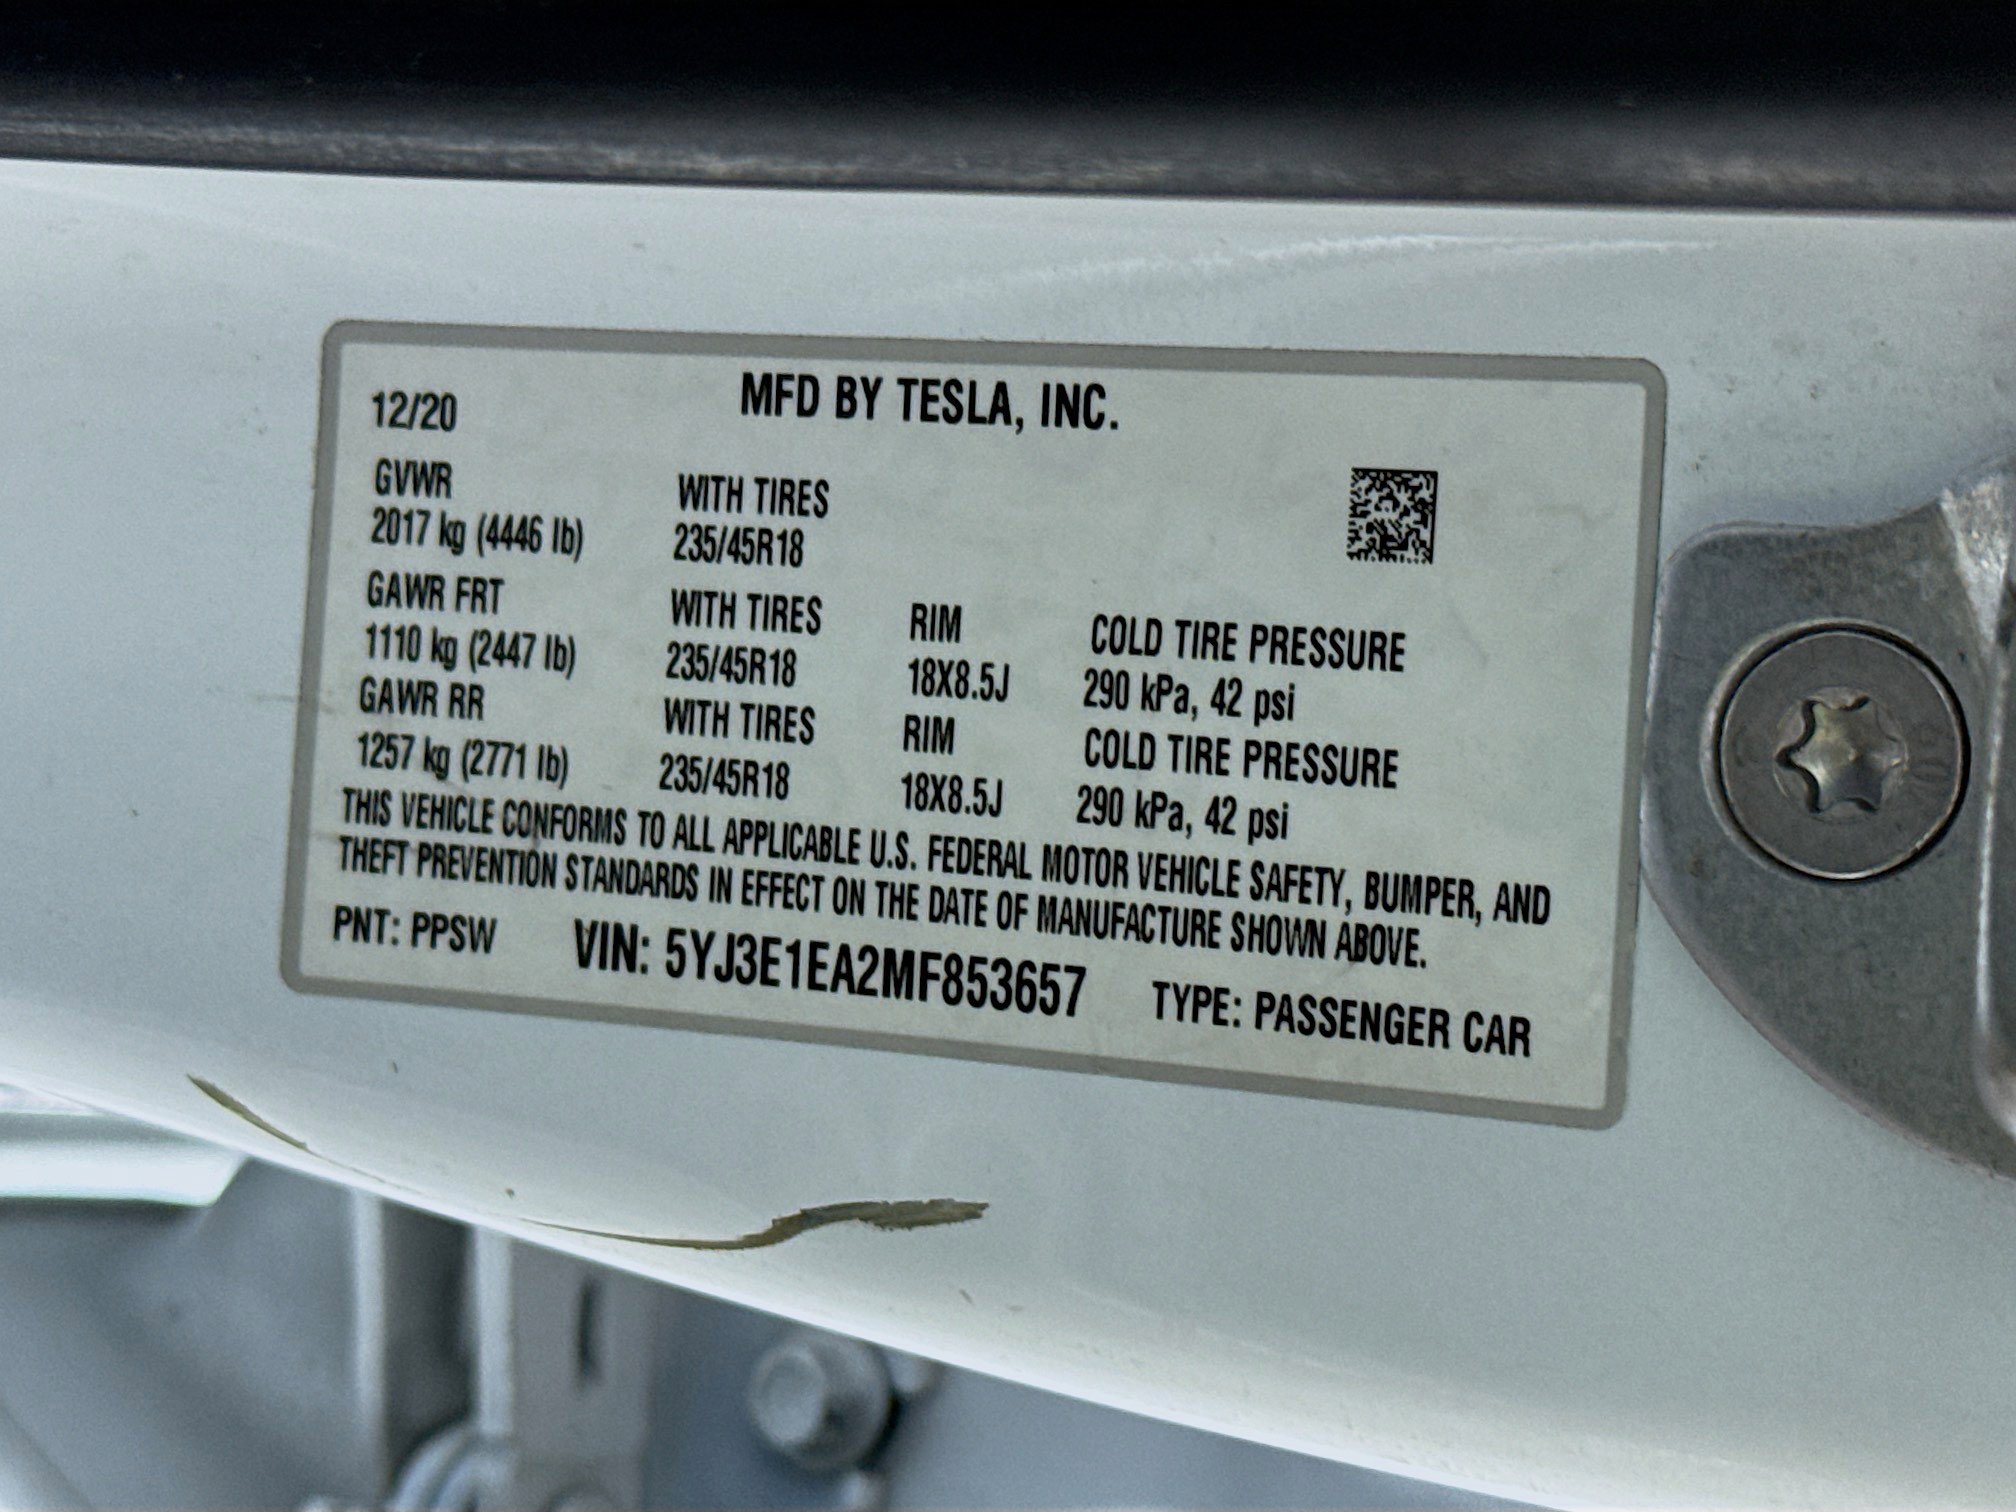 12/20 MFD BY TESLA, INC.
GVWR WITH TIRES
2017 kg (4446 lb) 235/45R18
GAWR FRT WITH TIRES RIM COLD TIRE PRESSURE
1110 kg (2447 lb) 235/45R18 18X8.5J 290 kPa, 42 psi
GAWR RR WITH TIRES RIM COLD TIRE PRESSURE
1257 kg (2771 lb) 235/45R18 18X8.5J 290 kPa, 42 psi
THIS VEHICLE CONFORMS TO ALL APPLICABLE U.S. FEDERAL MOTOR VEHICLE SAFETY, BUMPER, AND
THEFT PREVENTION STANDARDS IN EFFECT ON THE DATE OF MANUFACTURE SHOWN ABOVE.
PNT: PPSW VIN: 5YJ3E1EA2MF853657 TYPE: PASSENGER CAR